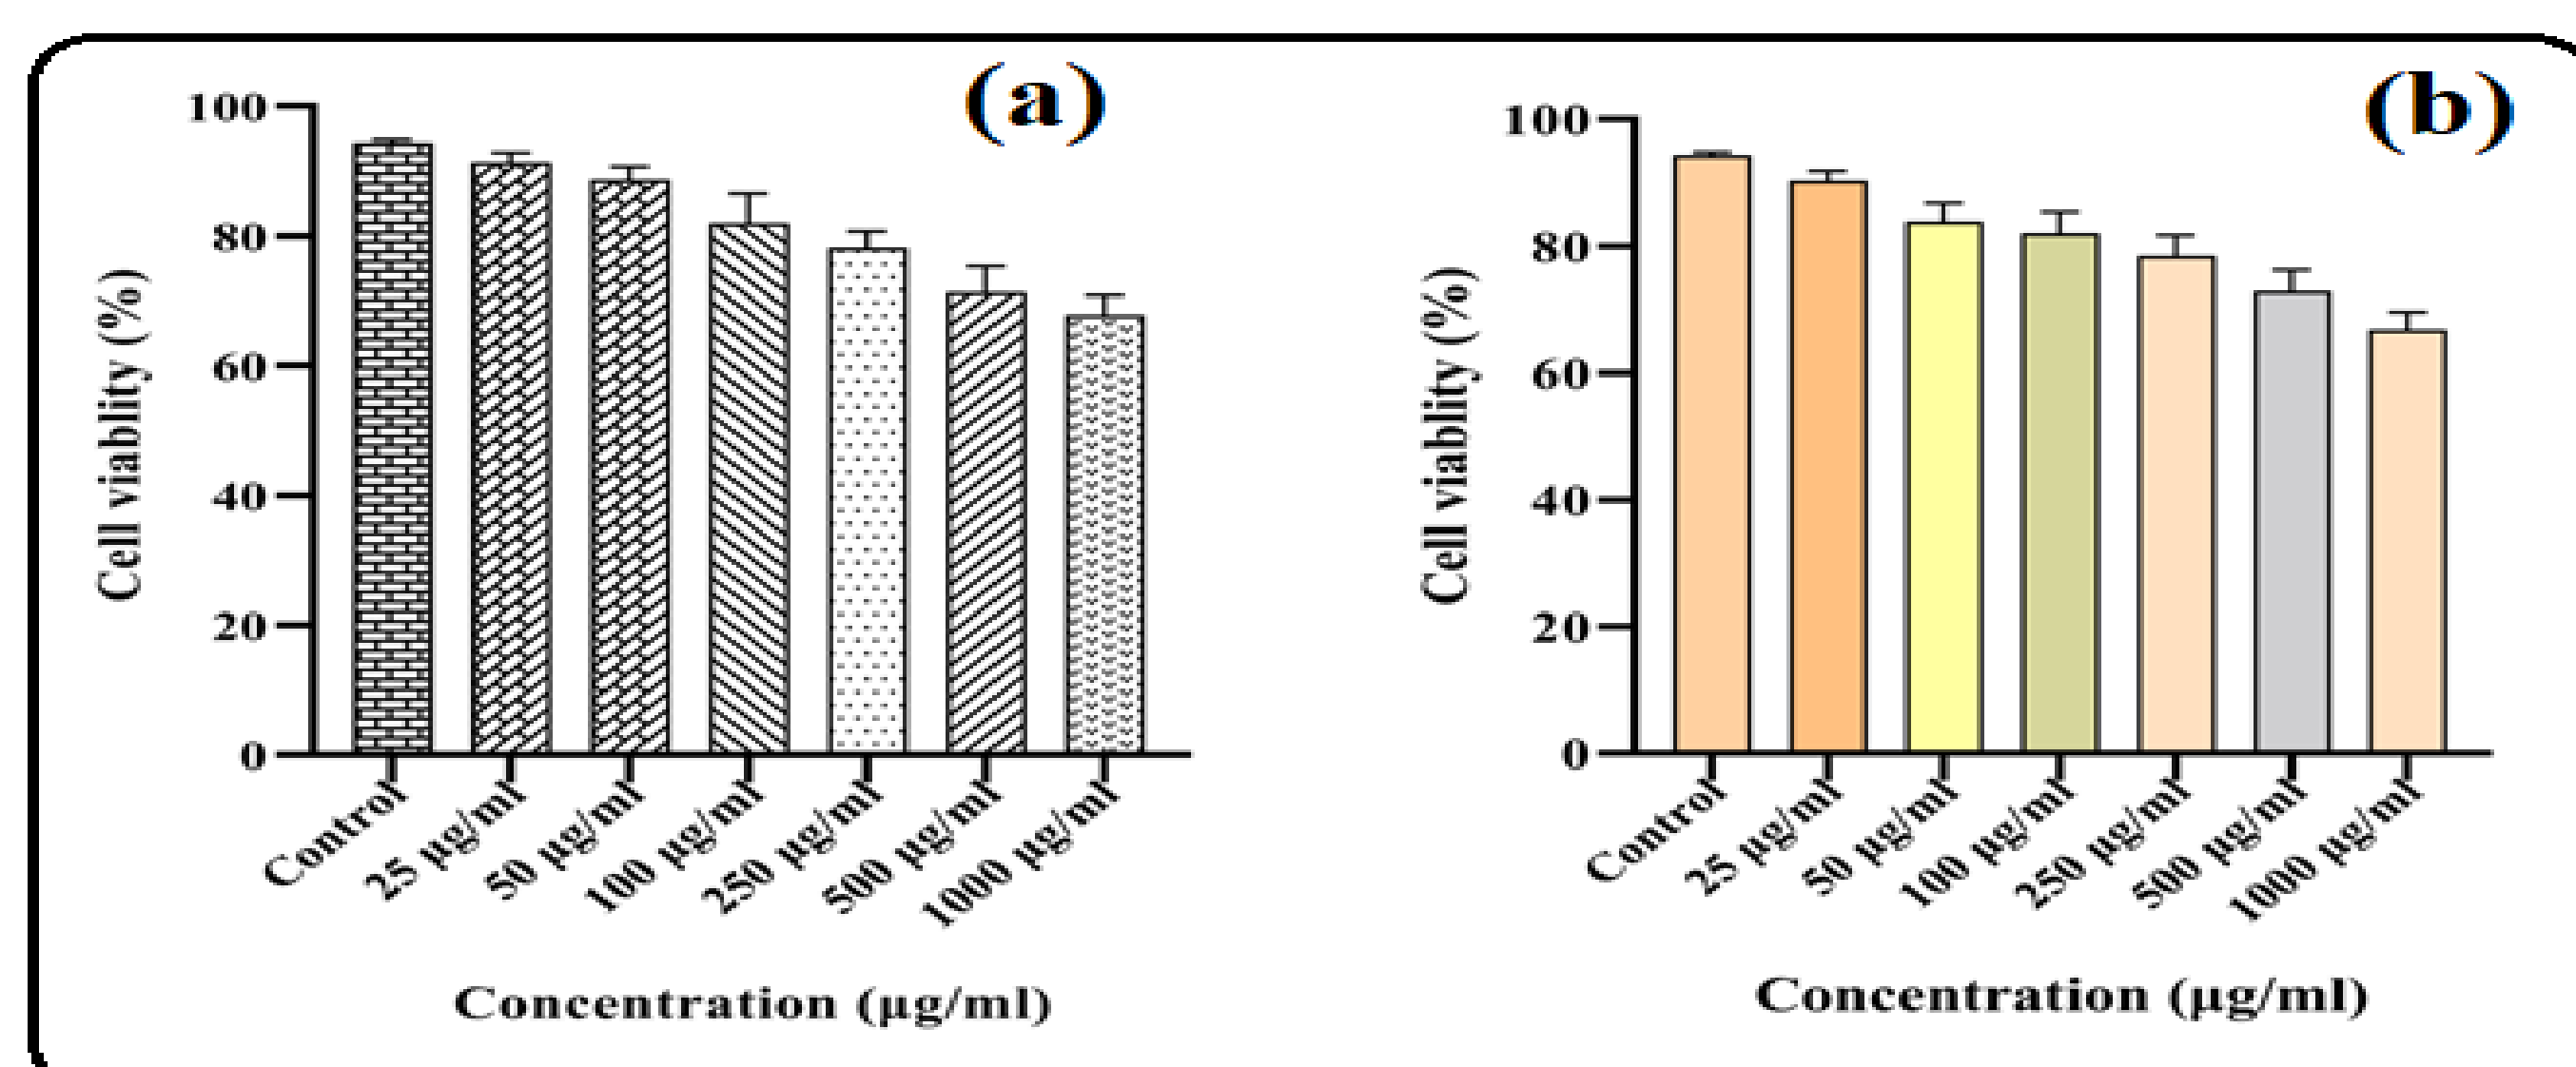 (a)
100
80
60
40
20
0
Cell viablity (%)
Control
25 µg/ml
50 µg/ml
100 µg/ml
250 µg/ml
500 µg/ml
1000 µg/ml
Concentration (µg/ml)
(b)
100
80
60
40
20
0
Cell viablity (%)
Control
25 µg/ml
50 µg/ml
100 µg/ml
250 µg/ml
500 µg/ml
1000 µg/ml
Concentration (µg/ml)